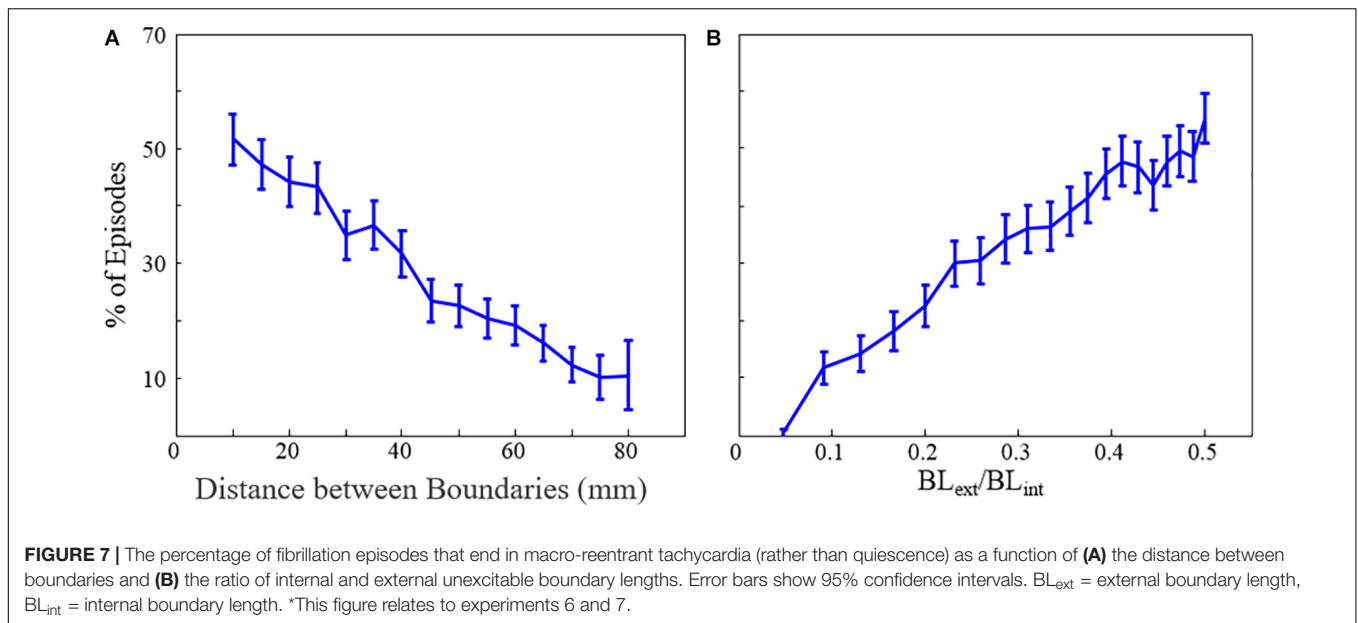 A
B
70
50
30
10
% of Episodes
0 20 40 60 80
Distance between Boundaries (mm)
0 0.1 0.2 0.3 0.4 0.5
BLext/BLint
FIGURE 7 | The percentage of fibrillation episodes that end in macro-reentrant tachycardia (rather than quiescence) as a function of (A) the distance between
boundaries and (B) the ratio of internal and external unexcitable boundary lengths. Error bars show 95% confidence intervals. BLext = external boundary length,
BLint = internal boundary length. *This figure relates to experiments 6 and 7.